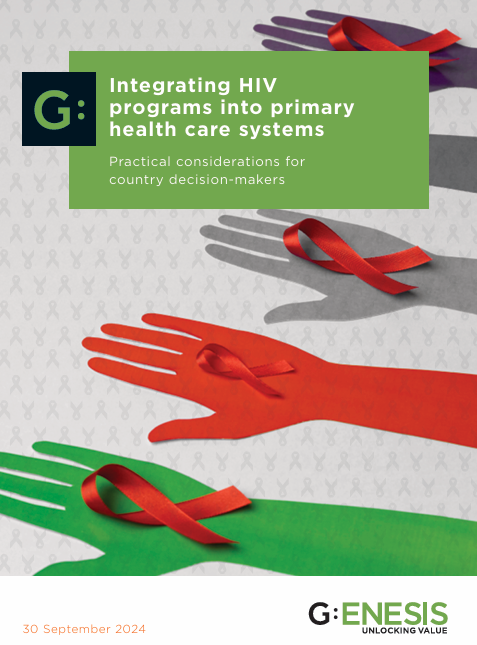 G:
Integrating HIV
programs into primary
health care systems
Practical considerations for
country decision-makers
30 September 2024
G:ENESIS
UNLOCKING VALUE